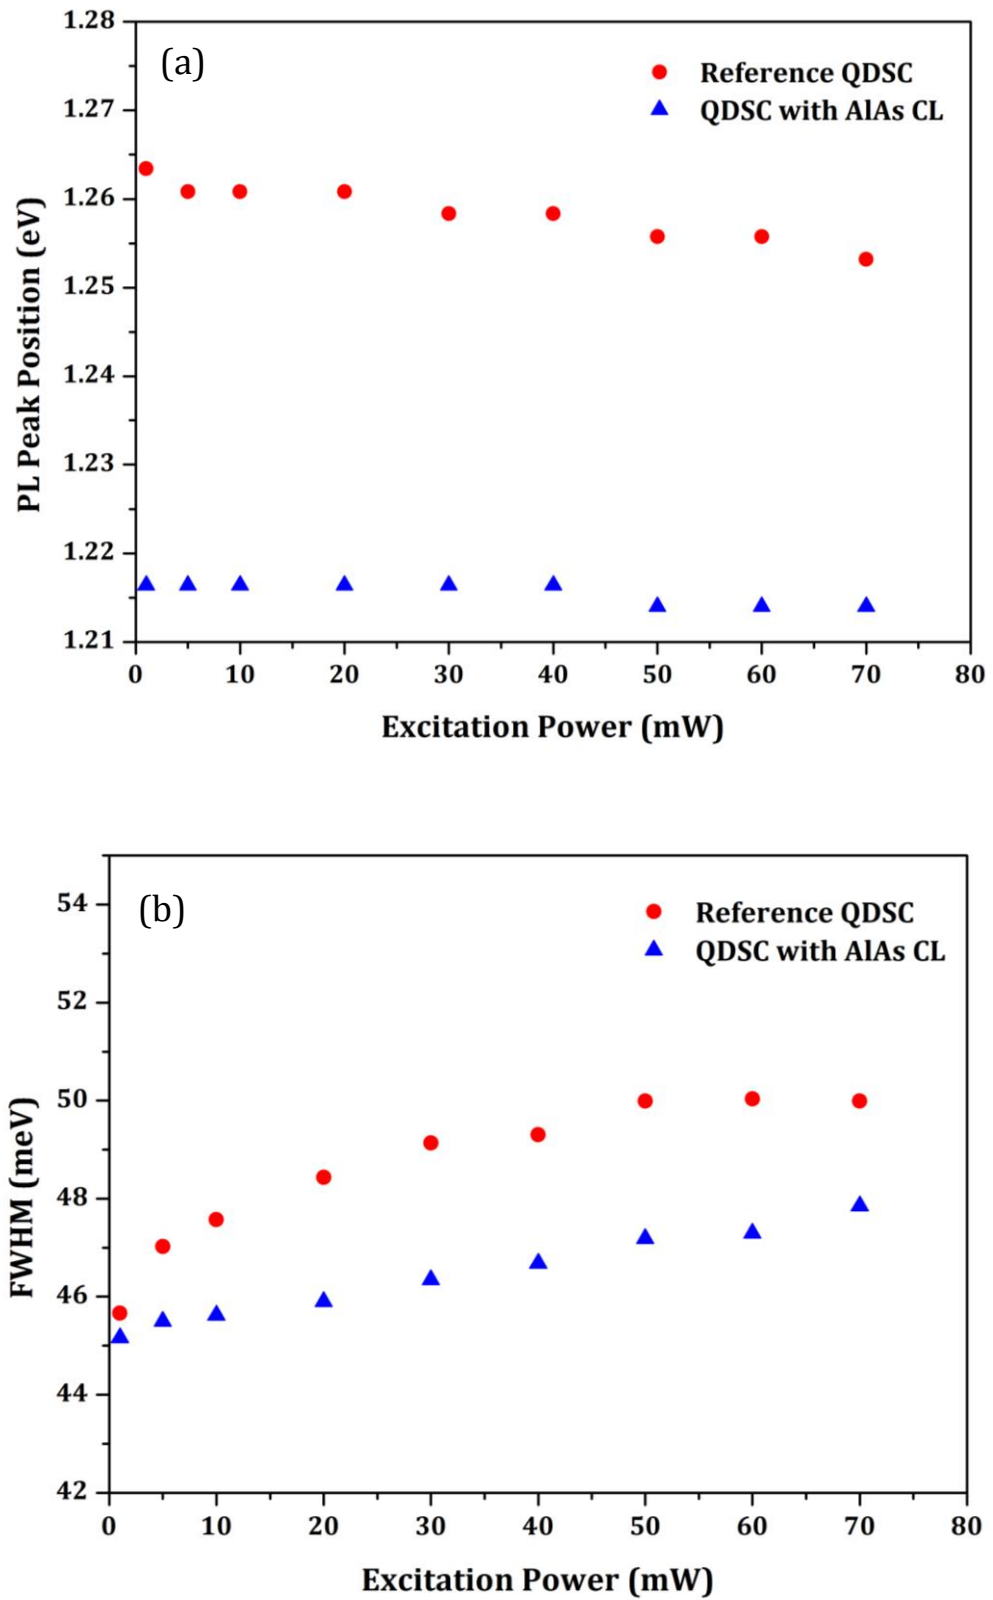 (a)
Reference QDSC
QDSC with AlAs CL
PL Peak Position (eV)
1.28
1.27
1.26
1.25
1.24
1.23
1.22
1.21
0 10 20 30 40 50 60 70 80
Excitation Power (mW)
(b)
Reference QDSC
QDSC with AlAs CL
FWHM (meV)
54
52
50
48
46
44
42
0 10 20 30 40 50 60 70 80
Excitation Power (mW)